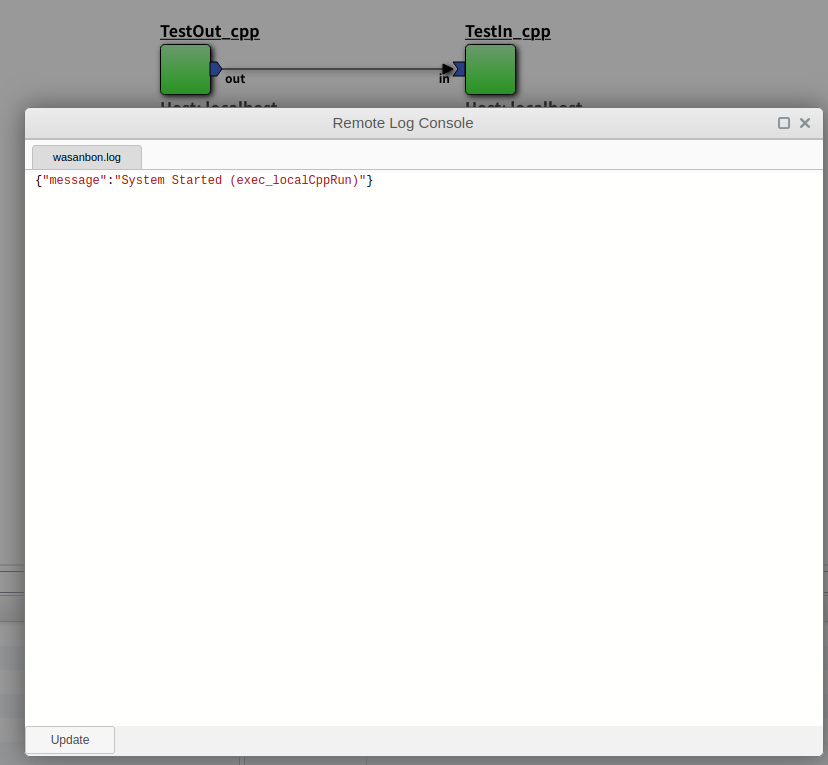 TestOut_cpp
TestIn_cpp
out
in
Host: localhost
Host: localhost
Remote Log Console
wasanbon.log
{"message":"System Started (exec_localCppRun)"}
Update